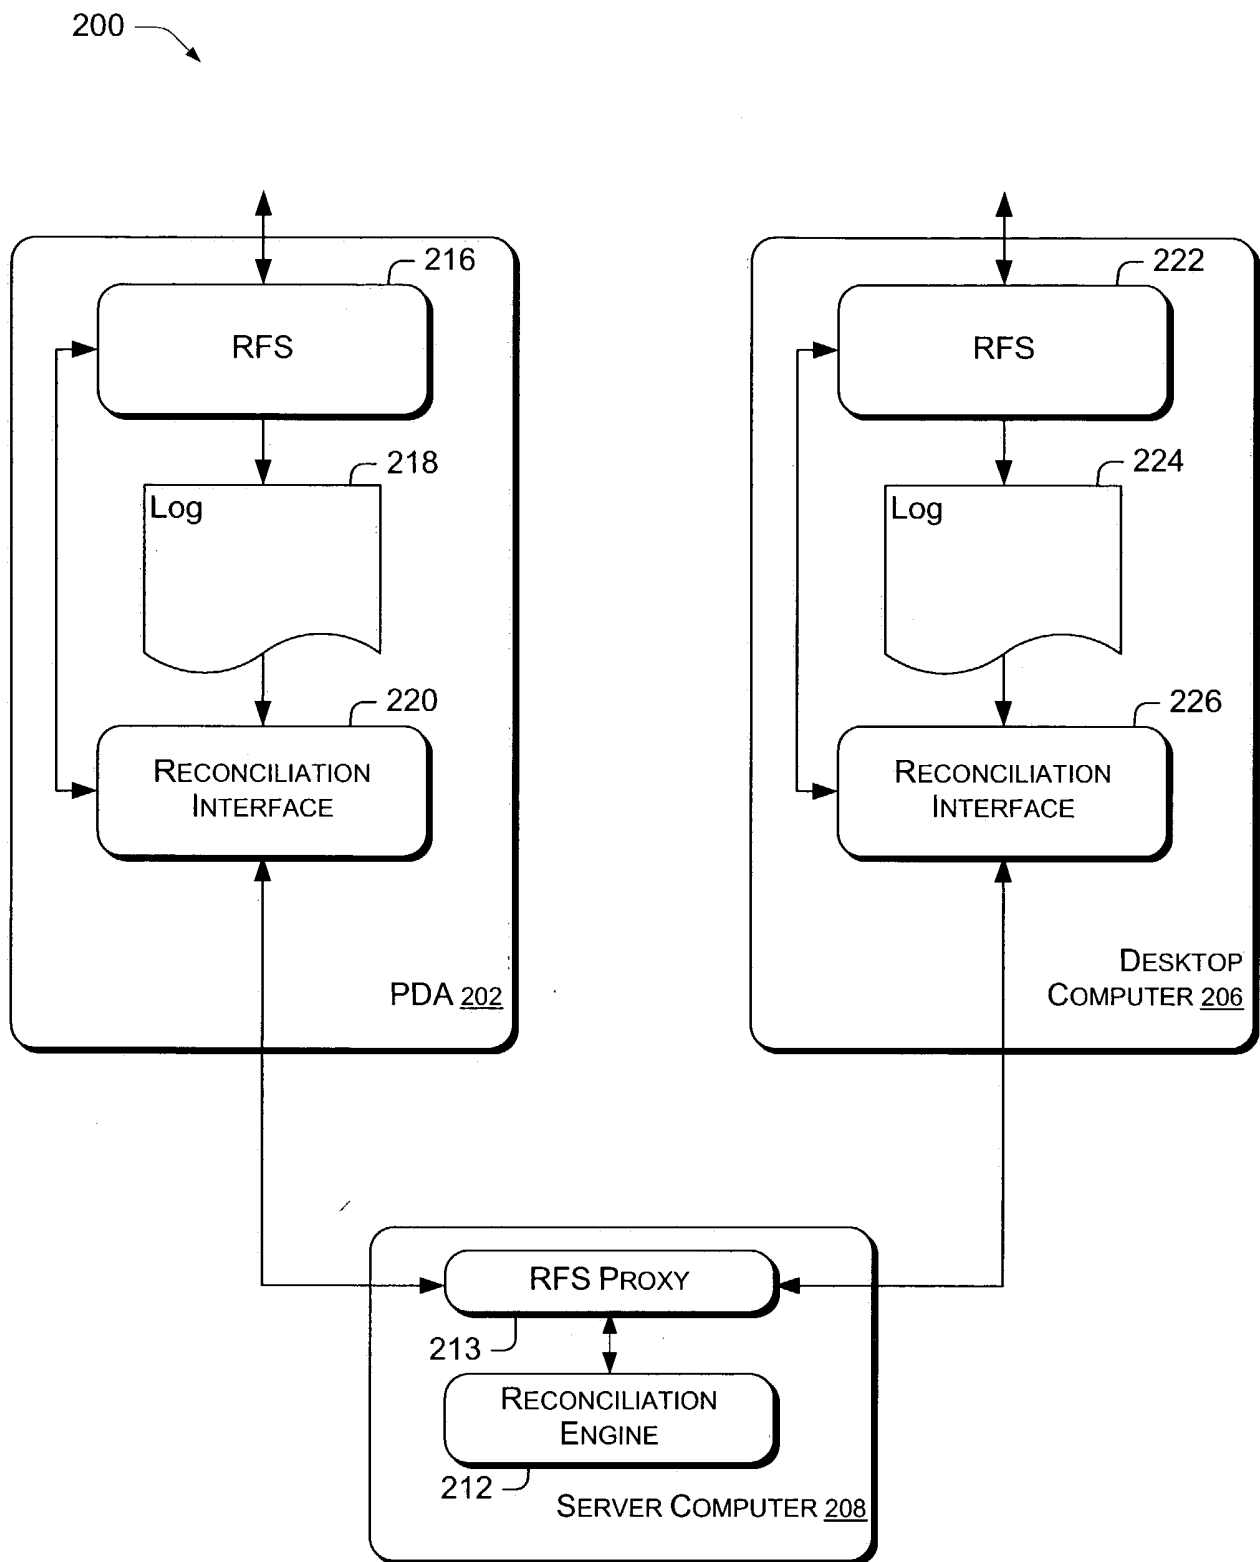 200
216
222
RFS
RFS
218
224
Log
Log
220
226
RECONCILIATION
INTERFACE
RECONCILIATION
INTERFACE
PDA 202
DESKTOP
COMPUTER 206
RFS PROXY
213
RECONCILIATION
ENGINE
212
SERVER COMPUTER 208